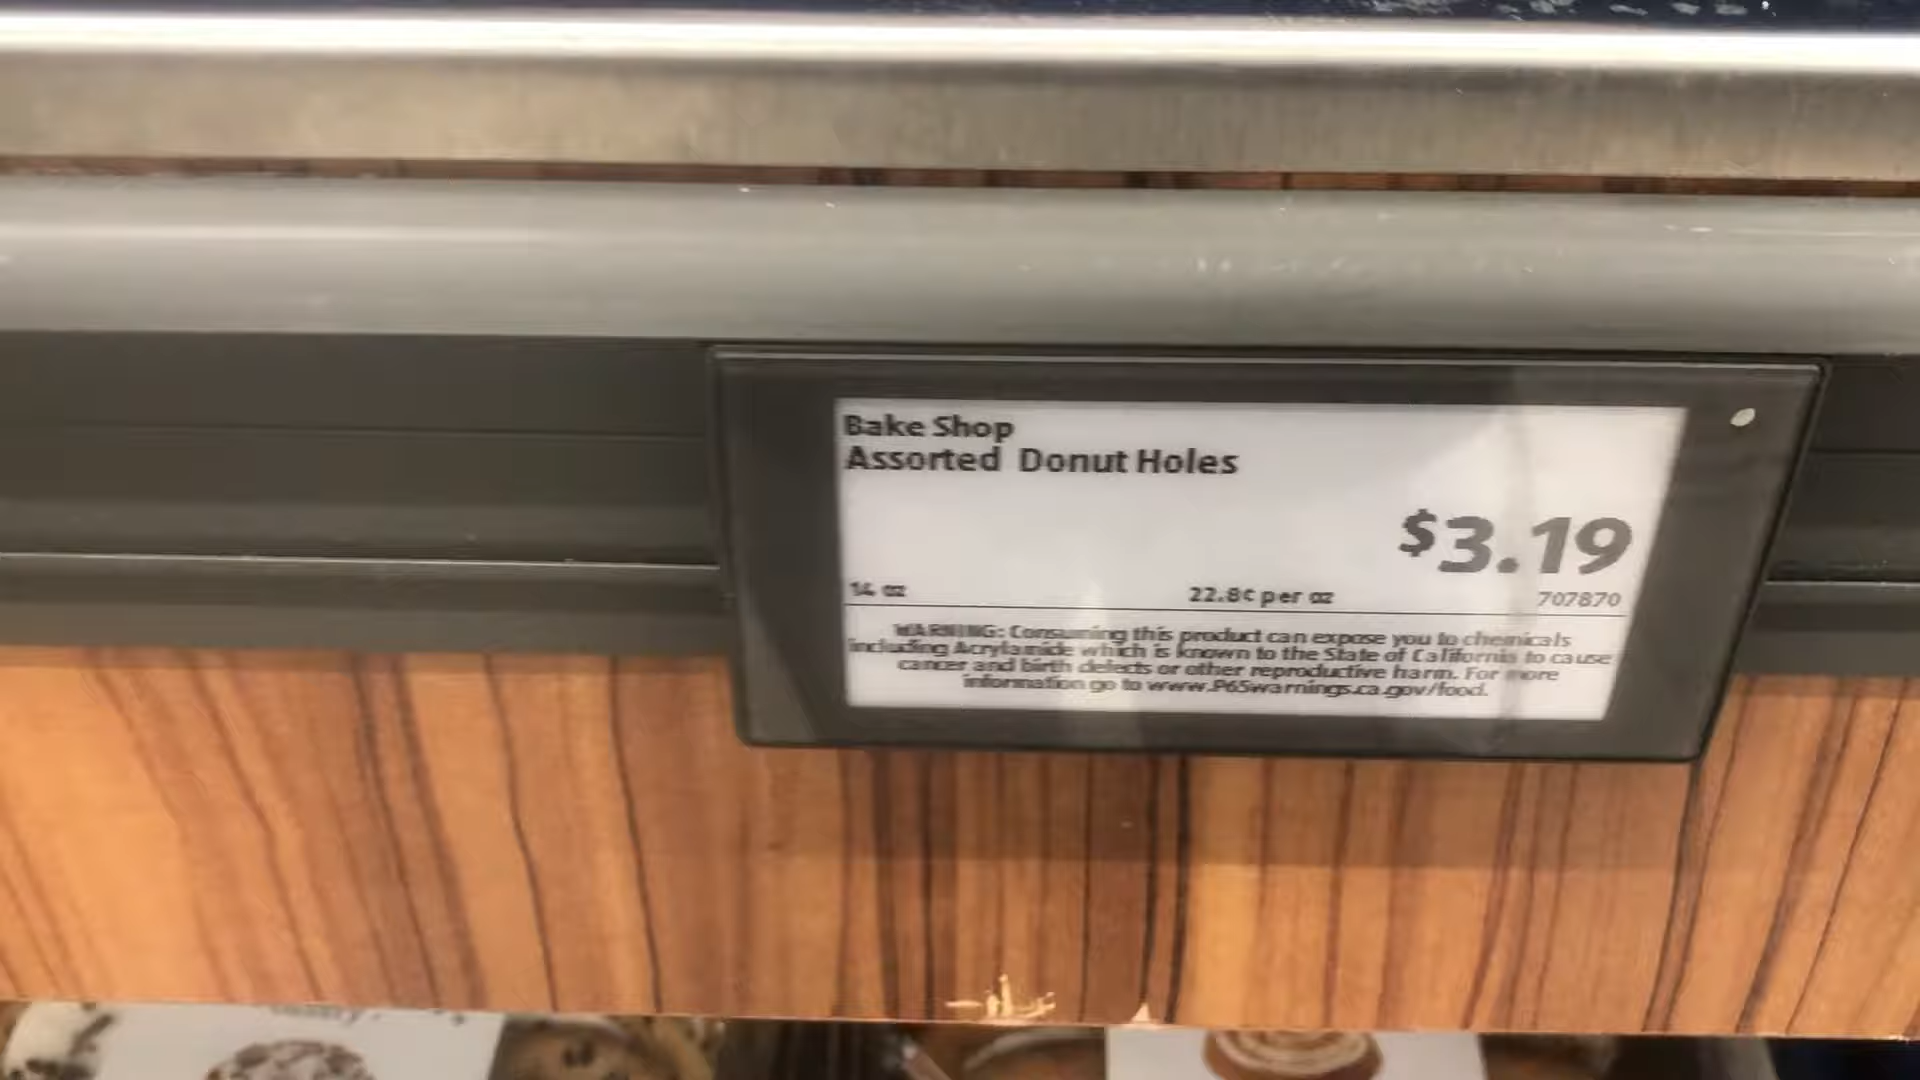 Bake Shop
Assorted Donut Holes
$3.19
14 oz 22.8¢ per oz 707870
WARNING: Consuming this product can expose you to chemicals
including Acrylamide which is known to the State of California to cause
cancer and birth defects or other reproductive harm. For more
information go to www.P65warnings.ca.gov/food.